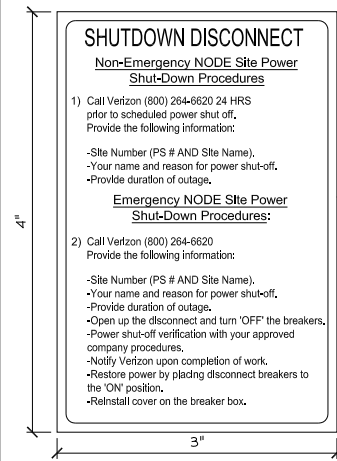 SHUTDOWN DISCONNECT
Non-Emergency NODE Site Power
Shut-Down Procedures
1) Call Verizon (800) 264-6620 24 HRS
prior to scheduled power shut off.
Provide the following information:
-Site Number (PS # AND Site Name).
-Your name and reason for power shut-off.
-Provide duration of outage.
Emergency NODE Site Power
Shut-Down Procedures:
2) Call Verizon (800) 264-6620
Provide the following information:
-Site Number (PS # AND Site Name).
-Your name and reason for power shut-off.
-Provide duration of outage.
-Open up the disconnect and turn 'OFF' the breakers.
-Power shut-off verification with your approved
company procedures.
-Notify Verizon upon completion of work.
-Restore power by placing disconnect breakers to
the 'ON' position.
-Reinstall cover on the breaker box.
4"
3"